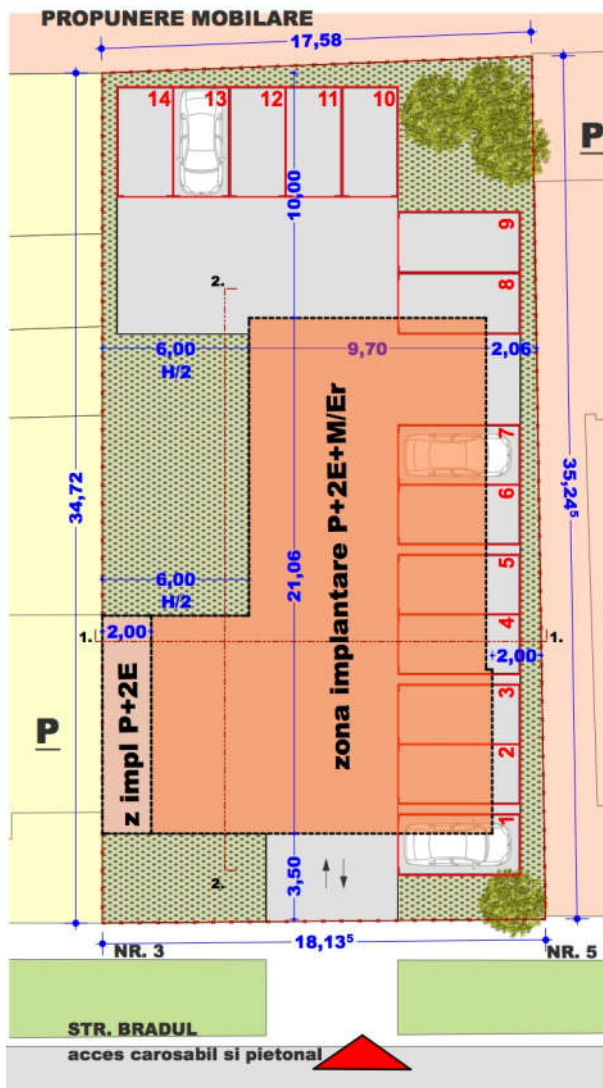 PROPUNERE MOBILARE
17,58
14
13
12
11
10
P
10,00
9
8
2.
6,00
H/2
9,70
2,06
zona implantare P+2E+M/Er
7
34,72
35,24⁵
6
6,00
H/2
21,06
5
1.
2,00
4
1.
2,00
z impl P+2E
3
P
2
1
2.
3,50
18,13⁵
NR. 3
NR. 5
STR. BRADUL
acces carosabil si pietonal